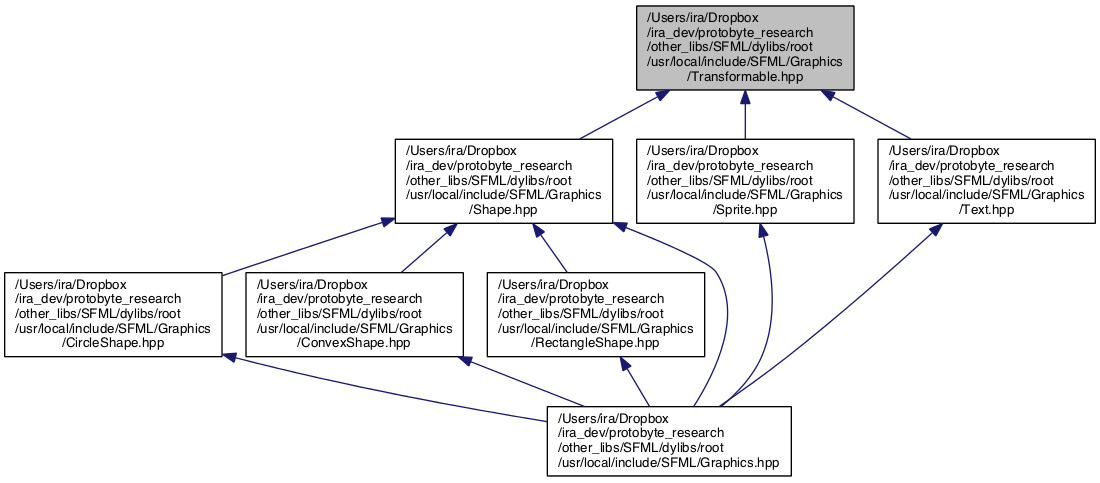 /Users/ira/Dropbox
/ira_dev/protobyte_research
/other_libs/SFML/dylibs/root
/usr/local/include/SFML/Graphics
/Transformable.hpp
/Users/ira/Dropbox
/ira_dev/protobyte_research
/other_libs/SFML/dylibs/root
/usr/local/include/SFML/Graphics
/Shape.hpp
/Users/ira/Dropbox
/ira_dev/protobyte_research
/other_libs/SFML/dylibs/root
/usr/local/include/SFML/Graphics
/Sprite.hpp
/Users/ira/Dropbox
/ira_dev/protobyte_research
/other_libs/SFML/dylibs/root
/usr/local/include/SFML/Graphics
/Text.hpp
/Users/ira/Dropbox
/ira_dev/protobyte_research
/other_libs/SFML/dylibs/root
/usr/local/include/SFML/Graphics
/CircleShape.hpp
/Users/ira/Dropbox
/ira_dev/protobyte_research
/other_libs/SFML/dylibs/root
/usr/local/include/SFML/Graphics
/ConvexShape.hpp
/Users/ira/Dropbox
/ira_dev/protobyte_research
/other_libs/SFML/dylibs/root
/usr/local/include/SFML/Graphics
/RectangleShape.hpp
/Users/ira/Dropbox
/ira_dev/protobyte_research
/other_libs/SFML/dylibs/root
/usr/local/include/SFML/Graphics.hpp